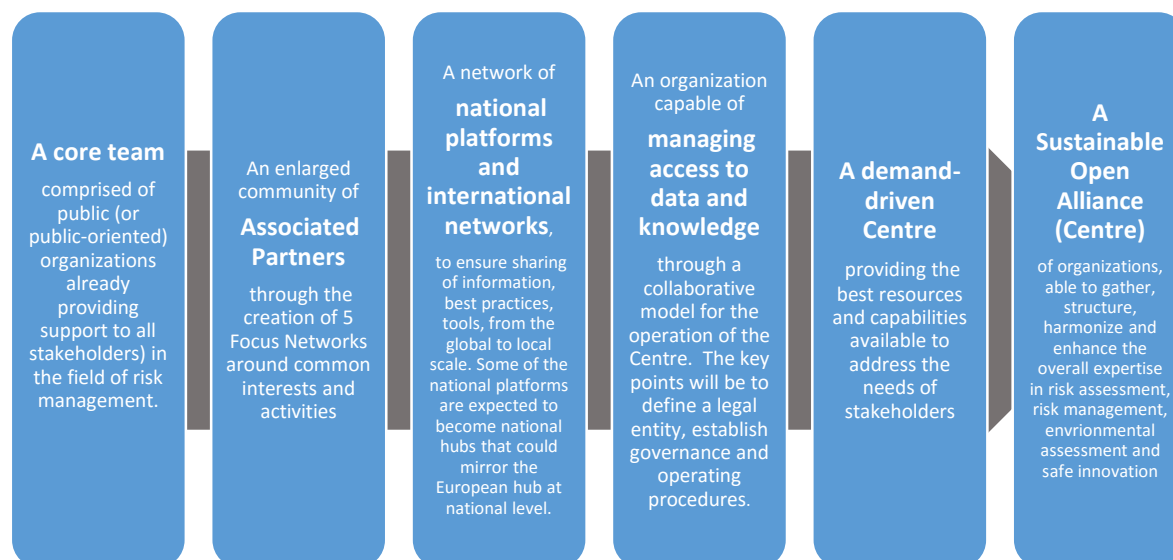 A core team
comprised of
public (or
public-oriented)
organizations
already
providing
support to all
stakeholders) in
the field of risk
management.
An enlarged
community of
Associated
Partners
through the
creation of 5
Focus Networks
around common
interests and
activities
A network of
national
platforms
and
international
networks,
to ensure sharing
of information,
best practices,
tools, from the
global to local
scale. Some of the
national platforms
are expected to
become national
hubs that could
mirror the
European hub at
national level.
An organization
capable of
managing
access to
data and
knowledge
through a
collaborative
model for the
operation of the
Centre. The key
points will be to
define a legal
entity, establish
governance and
operating
procedures.
A demand-
driven
Centre
providing the
best resources
and capabilities
available to
address the
needs of
stakeholders
A
Sustainable
Open
Alliance
(Centre)
of organizations,
able to gather,
structure,
harmonize and
enhance the
overall expertise
in risk assessment,
risk management,
envrionmental
assessment and
safe innovation